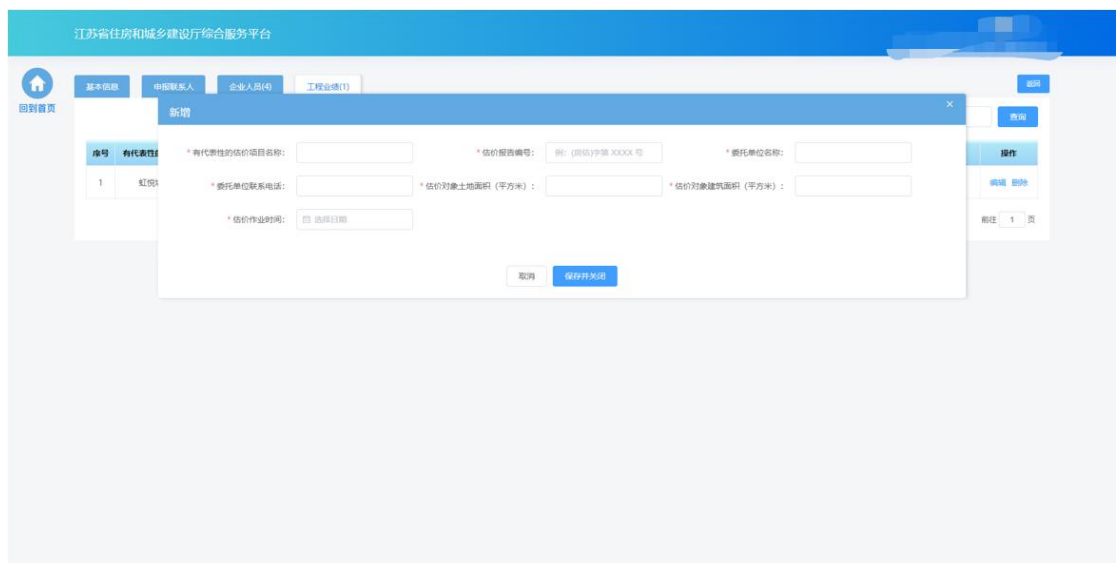 江苏省住房和城乡建设厅综合服务平台
回到首页
基本信息 申报联系人 企业人员(4) 工程业绩(1) 返回
新增 ×
查询
序号 有代表性 操作
* 有代表性的估价项目名称: * 估价报告编号: 例: (房估)字第 XXXX 号 * 委托单位名称:
1 虹悦 编辑 删除
* 委托单位联系电话: * 估价对象土地面积（平方米）: * 估价对象建筑面积（平方米）:
* 估价作业时间: 选择日期
前往 1 页
取消 保存并关闭